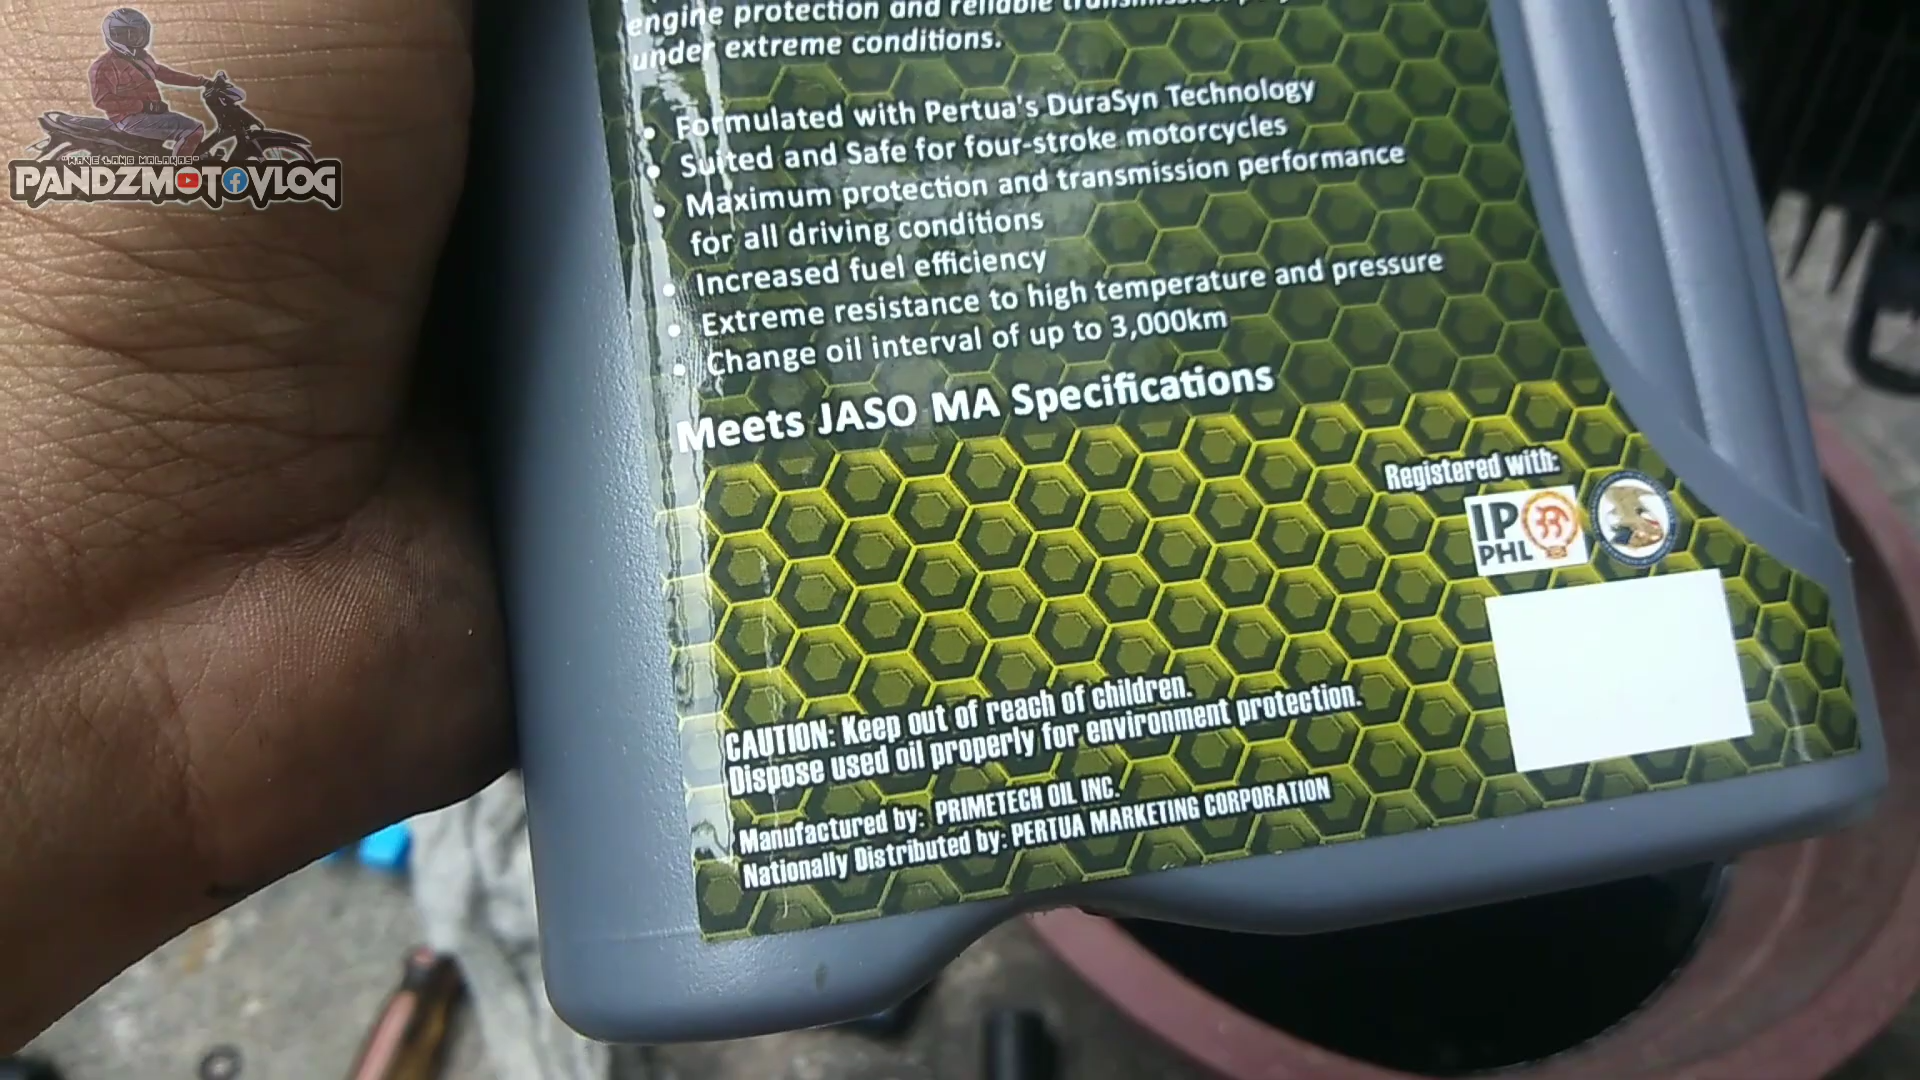 engine protection and reliable
under extreme conditions.
"HAYE LANG MALAKAS"
PANDZMOTOVLOG
• Formulated with Pertua's DuraSyn Technology
• Suited and Safe for four-stroke motorcycles
• Maximum protection and transmission performance
for all driving conditions
• Increased fuel efficiency
• Extreme resistance to high temperature and pressure
• Change oil interval of up to 3,000km
Meets JASO MA Specifications
Registered with:
IP
PHL
CAUTION: Keep out of reach of children.
Dispose used oil properly for environment protection.
Manufactured by: PRIMETECH OIL INC.
Nationally Distributed by: PERTUA MARKETING CORPORATION